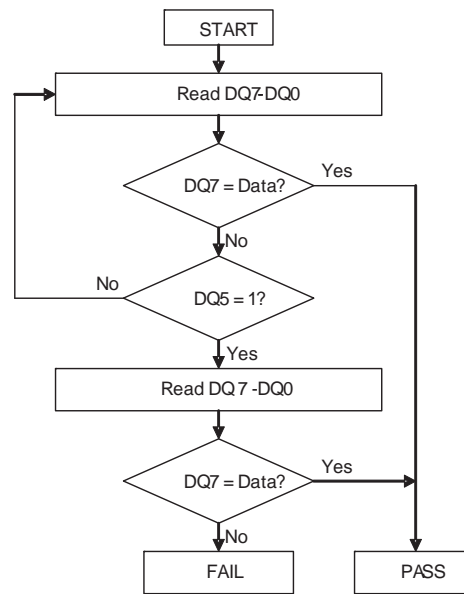 START
Read DQ7-DQ0
DQ7 = Data?
Yes
No
No
DQ5 = 1?
Yes
Read DQ 7 -DQ0
DQ7 = Data?
Yes
No
FAIL
PASS